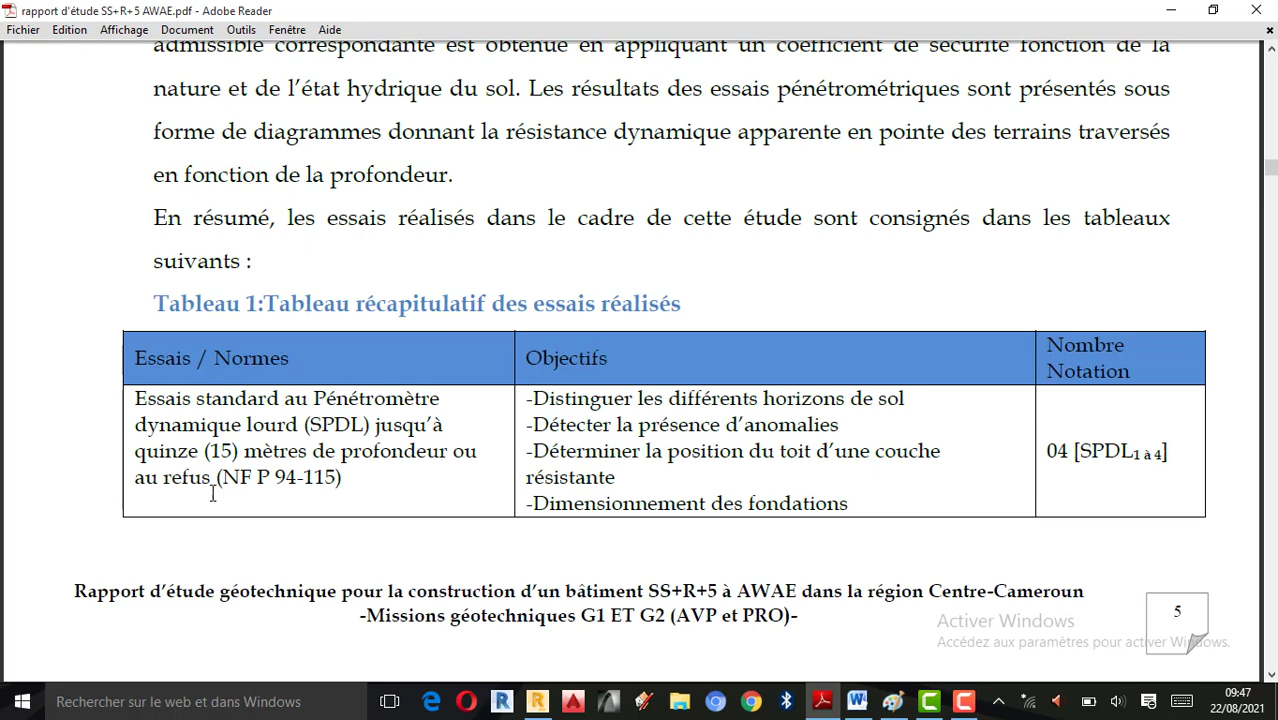 rapport d'étude SS+R+5 AWAE.pdf - Adobe Reader
Fichier Edition Affichage Document Outils Fenêtre Aide
admissible correspondante est obtenue en appliquant un coefficient de sécurité fonction de la
nature et de l'état hydrique du sol. Les résultats des essais pénétrométriques sont présentés sous
forme de diagrammes donnant la résistance dynamique apparente en pointe des terrains traversés
en fonction de la profondeur.
En résumé, les essais réalisés dans le cadre de cette étude sont consignés dans les tableaux
suivants :
Tableau 1:Tableau récapitulatif des essais réalisés
Essais / Normes
Objectifs
Nombre
Notation
Essais standard au Pénétromètre
dynamique lourd (SPDL) jusqu'à
quinze (15) mètres de profondeur ou
au refus (NF P 94-115)
-Distinguer les différents horizons de sol
-Détecter la présence d'anomalies
-Déterminer la position du toit d'une couche
résistante
-Dimensionnement des fondations
04 [SPDL1 à 4]
Rapport d'étude géotechnique pour la construction d'un bâtiment SS+R+5 à AWAE dans la région Centre-Cameroun
-Missions géotechniques G1 ET G2 (AVP et PRO)-
5
Activer Windows
Accédez aux paramètres pour activer Windows.
Rechercher sur le web et dans Windows
09:47
22/08/2021